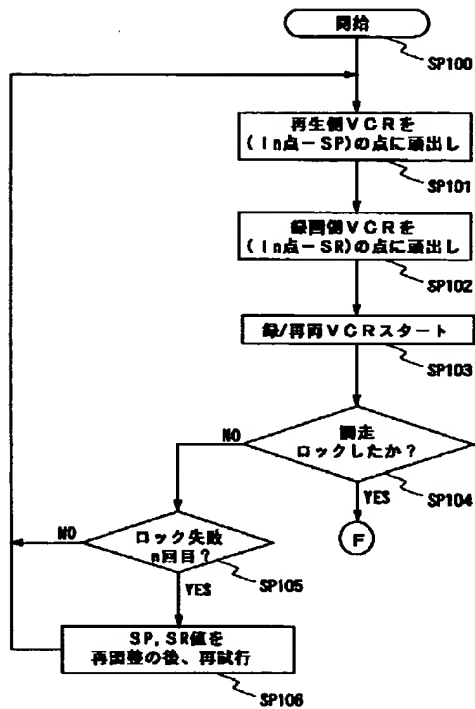 開始
SP100
再生側VCRを
(In点−SP)の点に頭出し
SP101
録画側VCRを
(In点−SR)の点に頭出し
SP102
録/再両VCRスタート
SP103
調走
ロックしたか?
SP104
NO
YES
F
ロック失敗
n回目?
SP105
NO
YES
SP,SR値を
再調整の後、再試行
SP106